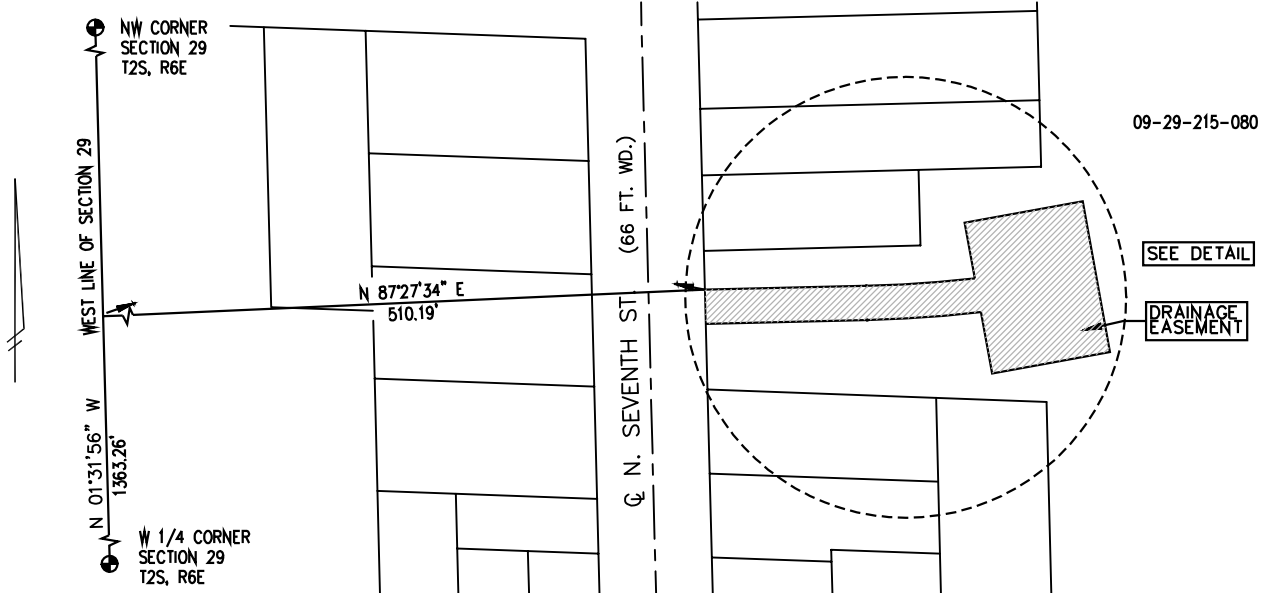 NW CORNER
SECTION 29
T2S, R6E
WEST LINE OF SECTION 29
N 01°31'56" W
1363.26'
W 1/4 CORNER
SECTION 29
T2S, R6E
N 87°27'34" E
510.19'
℄ N. SEVENTH ST. (66 FT. WD.)
09-29-215-080
SEE DETAIL
DRAINAGE
EASEMENT